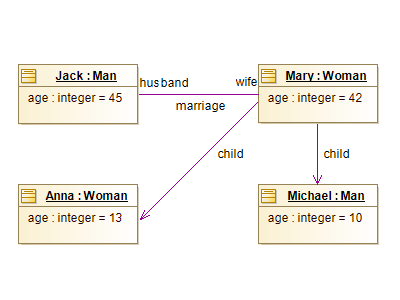 Jack : Man
age : integer = 45
husband
wife
marriage
Mary : Woman
age : integer = 42
child
child
Anna : Woman
age : integer = 13
Michael : Man
age : integer = 10